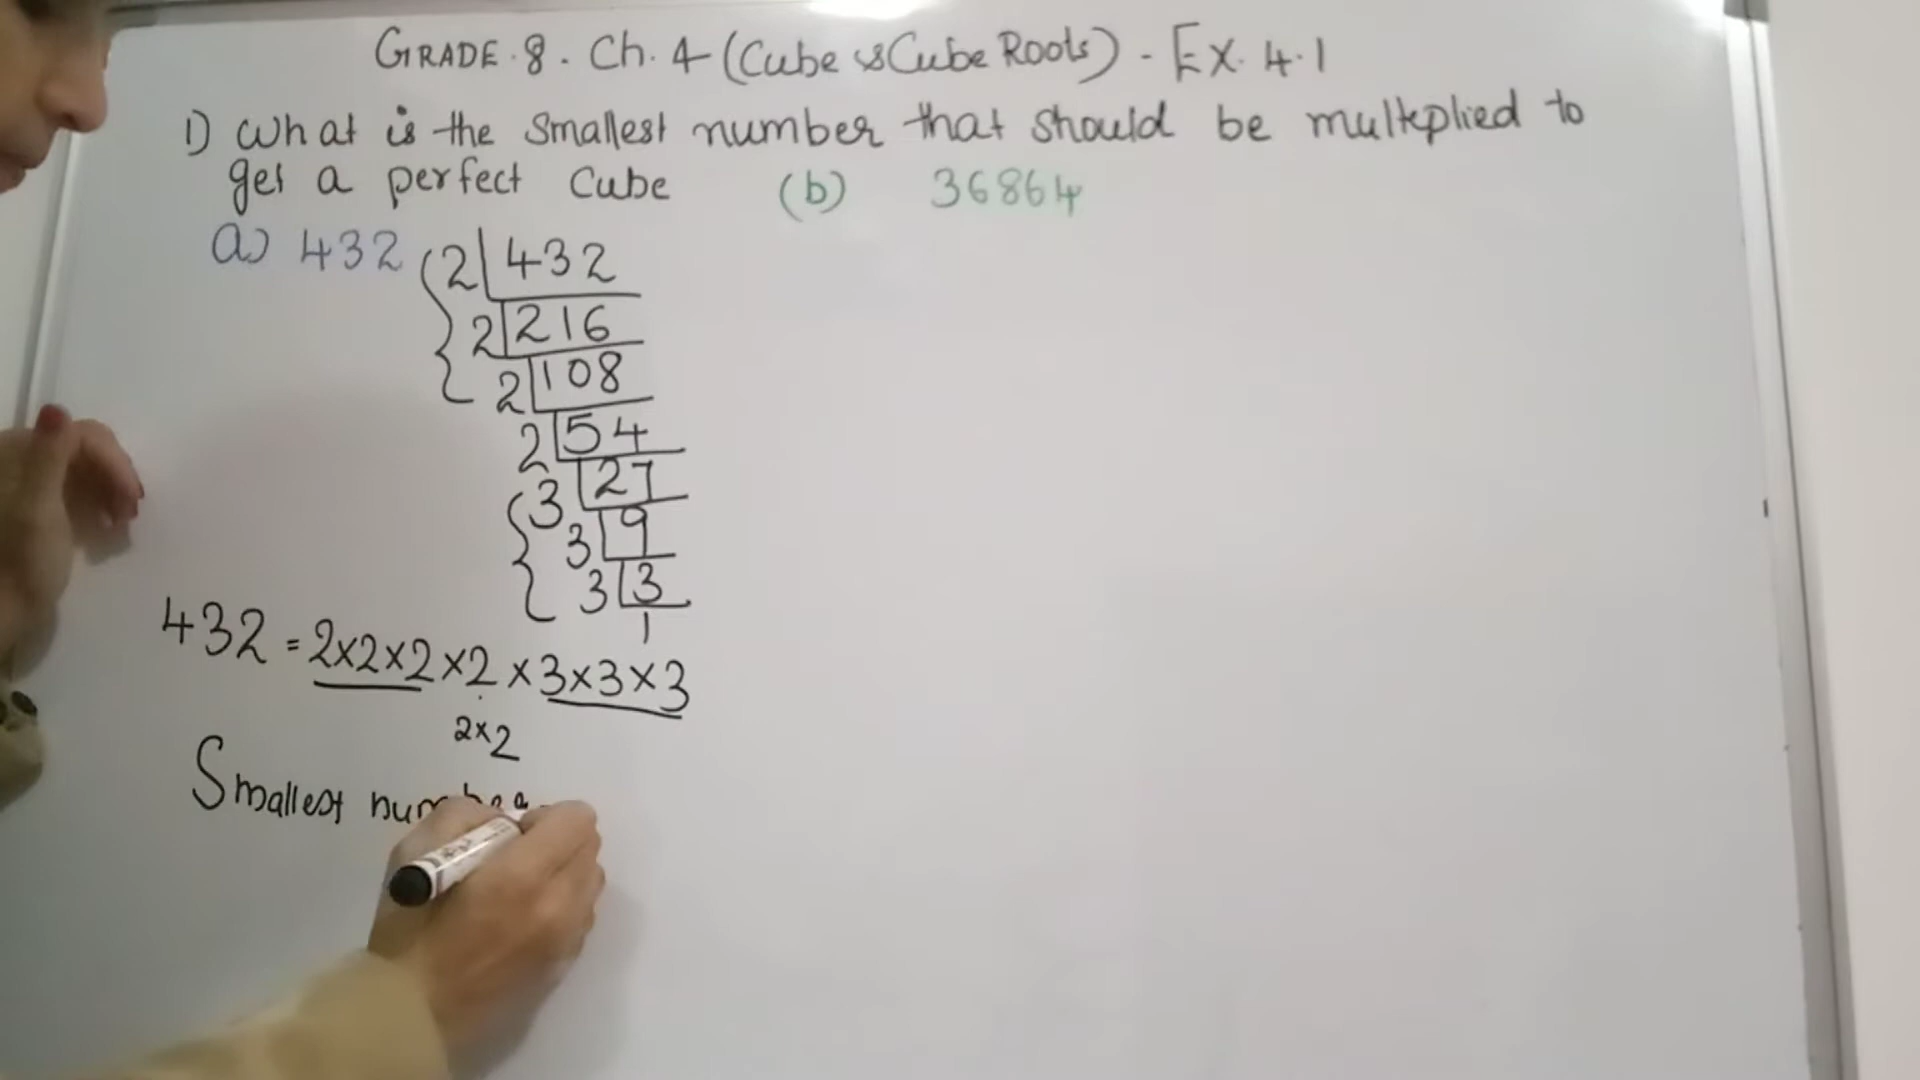 GRADE.8. Ch. 4 (Cube & Cube Roots) - EX. 4.1
1) What is the smallest number that should be multiplied to
get a perfect cube (b) 36864
a) 432
2 432
2 216
2 108
2 54
3 27
3 9
3 3
1
432 = 2×2×2×2×3×3×3
2×2
Smallest number